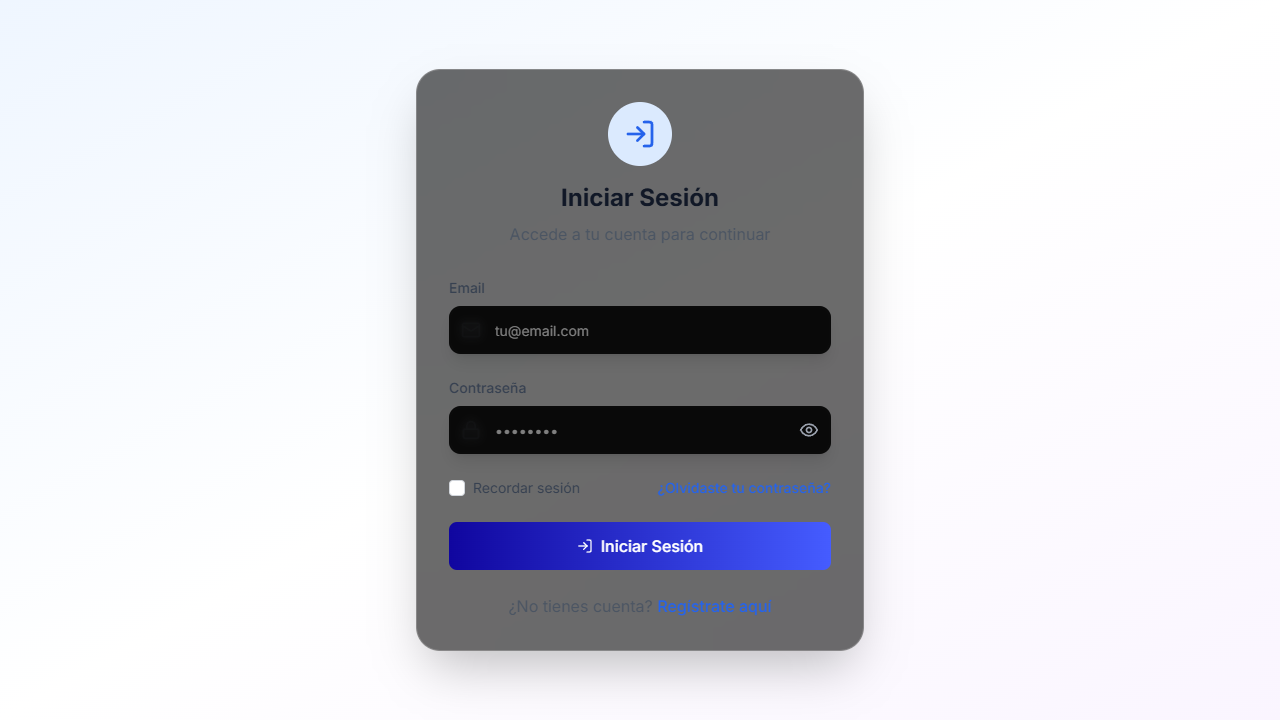 Iniciar Sesión
Accede a tu cuenta para continuar
Email
tu@email.com
Contraseña
••••••••
Recordar sesión ¿Olvidaste tu contraseña?
Iniciar Sesión
¿No tienes cuenta? Regístrate aquí